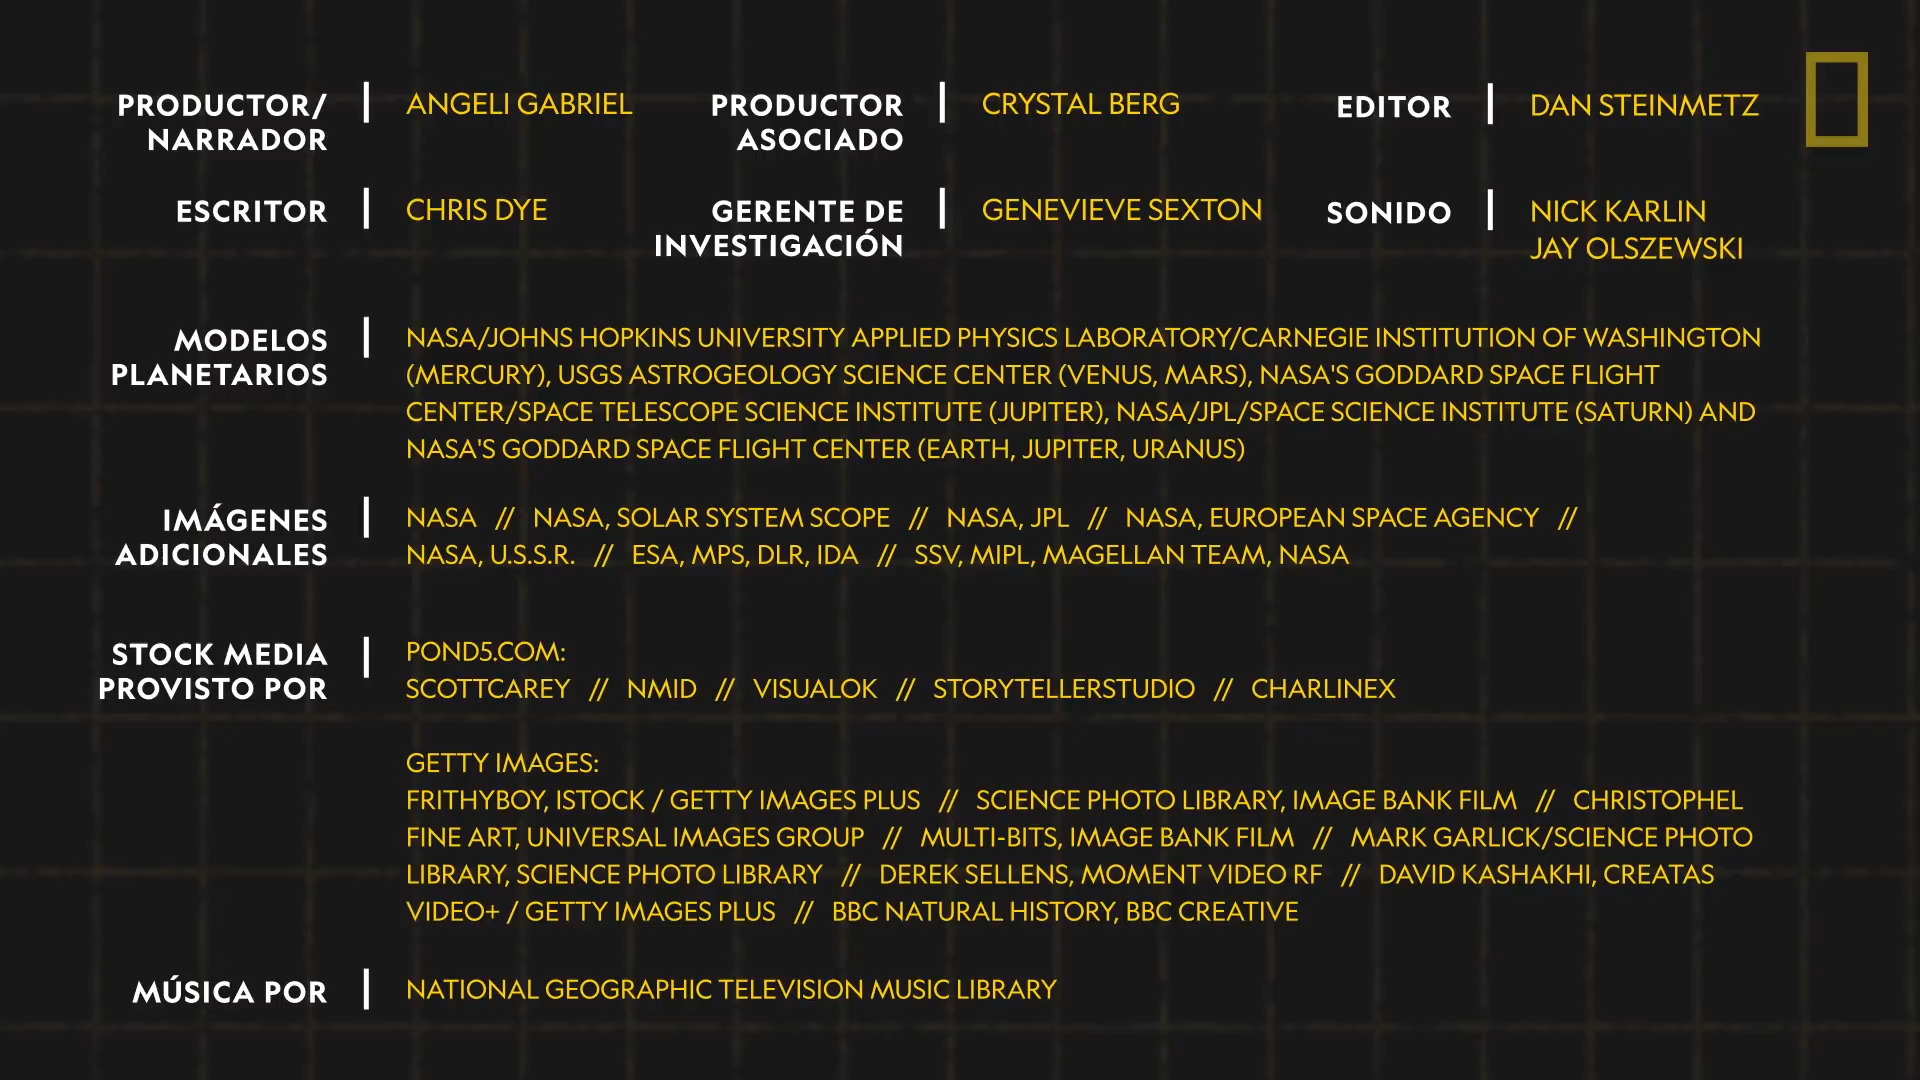 PRODUCTOR/
NARRADOR
ANGELI GABRIEL
PRODUCTOR
ASOCIADO
CRYSTAL BERG
EDITOR
DAN STEINMETZ
ESCRITOR
CHRIS DYE
GERENTE DE
INVESTIGACIÓN
GENEVIEVE SEXTON
SONIDO
NICK KARLIN
JAY OLSZEWSKI
MODELOS
PLANETARIOS
NASA/JOHNS HOPKINS UNIVERSITY APPLIED PHYSICS LABORATORY/CARNEGIE INSTITUTION OF WASHINGTON
(MERCURY), USGS ASTROGEOLOGY SCIENCE CENTER (VENUS, MARS), NASA'S GODDARD SPACE FLIGHT
CENTER/SPACE TELESCOPE SCIENCE INSTITUTE (JUPITER), NASA/JPL/SPACE SCIENCE INSTITUTE (SATURN) AND
NASA'S GODDARD SPACE FLIGHT CENTER (EARTH, JUPITER, URANUS)
IMÁGENES
ADICIONALES
NASA // NASA, SOLAR SYSTEM SCOPE // NASA, JPL // NASA, EUROPEAN SPACE AGENCY //
NASA, U.S.S.R. // ESA, MPS, DLR, IDA // SSV, MIPL, MAGELLAN TEAM, NASA
STOCK MEDIA
PROVISTO POR
POND5.COM:
SCOTTCAREY // NMID // VISUALOK // STORYTELLERSTUDIO // CHARLINEX
GETTY IMAGES:
FRITHYBOY, ISTOCK / GETTY IMAGES PLUS // SCIENCE PHOTO LIBRARY, IMAGE BANK FILM // CHRISTOPHEL
FINE ART, UNIVERSAL IMAGES GROUP // MULTI-BITS, IMAGE BANK FILM // MARK GARLICK/SCIENCE PHOTO
LIBRARY, SCIENCE PHOTO LIBRARY // DEREK SELLENS, MOMENT VIDEO RF // DAVID KASHAKHI, CREATAS
VIDEO+ / GETTY IMAGES PLUS // BBC NATURAL HISTORY, BBC CREATIVE
MÚSICA POR
NATIONAL GEOGRAPHIC TELEVISION MUSIC LIBRARY